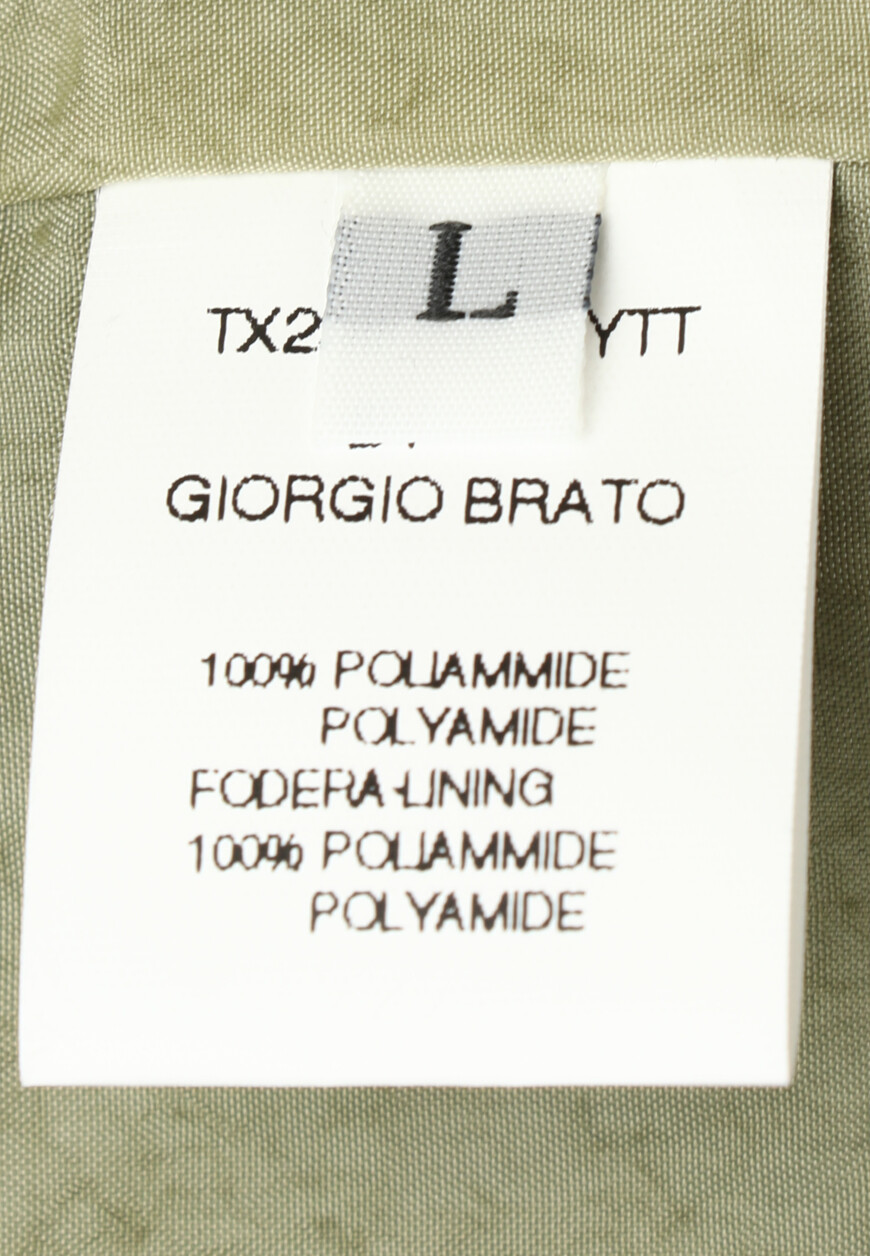 L
TX2 YTT
GIORGIO BRATO
100% POLIAMMIDE
POLYAMIDE
FODERA-LINING
100% POLIAMMIDE
POLYAMIDE